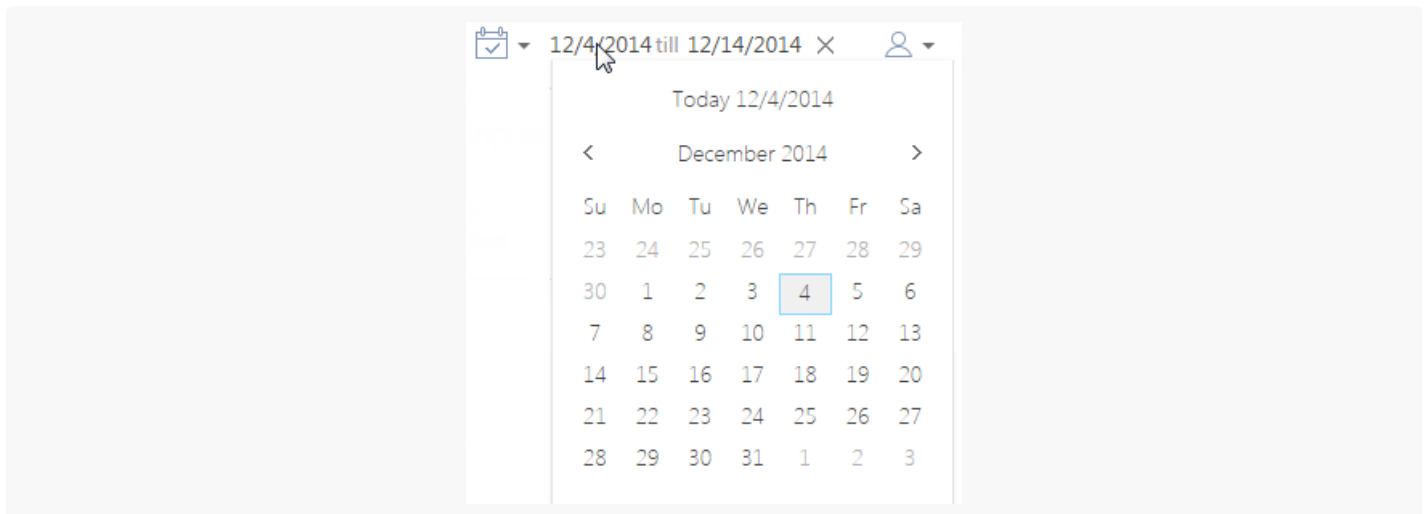 12/4/2014 till 12/14/2014
Today 12/4/2014
December 2014
Su Mo Tu We Th Fr Sa
23 24 25 26 27 28 29
30 1 2 3 4 5 6
7 8 9 10 11 12 13
14 15 16 17 18 19 20
21 22 23 24 25 26 27
28 29 30 31 1 2 3